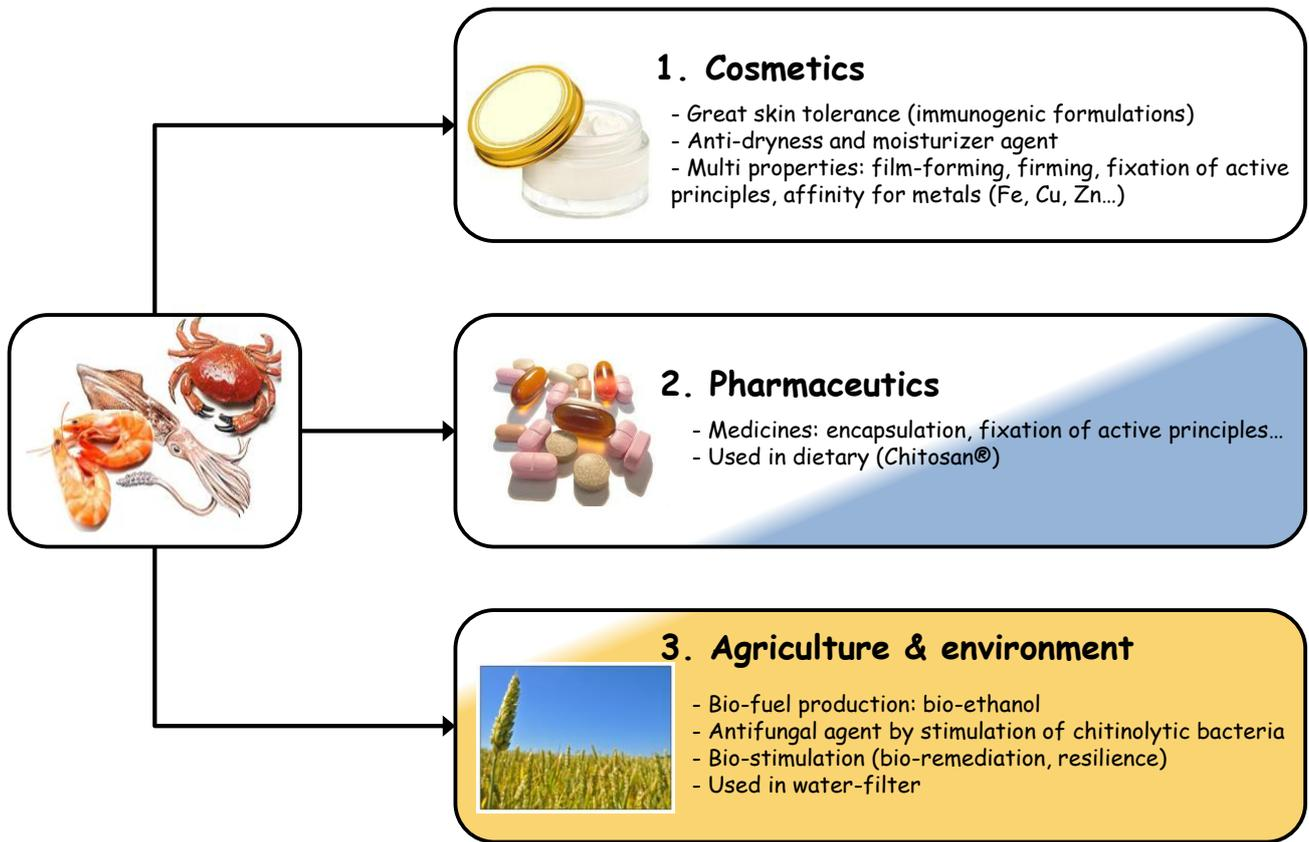 1. Cosmetics
- Great skin tolerance (immunogenic formulations)
- Anti-dryness and moisturizer agent
- Multi properties: film-forming, firming, fixation of active
principles, affinity for metals (Fe, Cu, Zn…)
2. Pharmaceutics
- Medicines: encapsulation, fixation of active principles…
- Used in dietary (Chitosan®)
3. Agriculture & environment
- Bio-fuel production: bio-ethanol
- Antifungal agent by stimulation of chitinolytic bacteria
- Bio-stimulation (bio-remediation, resilience)
- Used in water-filter